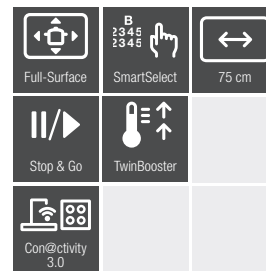 B
2345
2345
Full-Surface
SmartSelect
75 cm
Stop & Go
TwinBooster
Con@ctivity
3.0